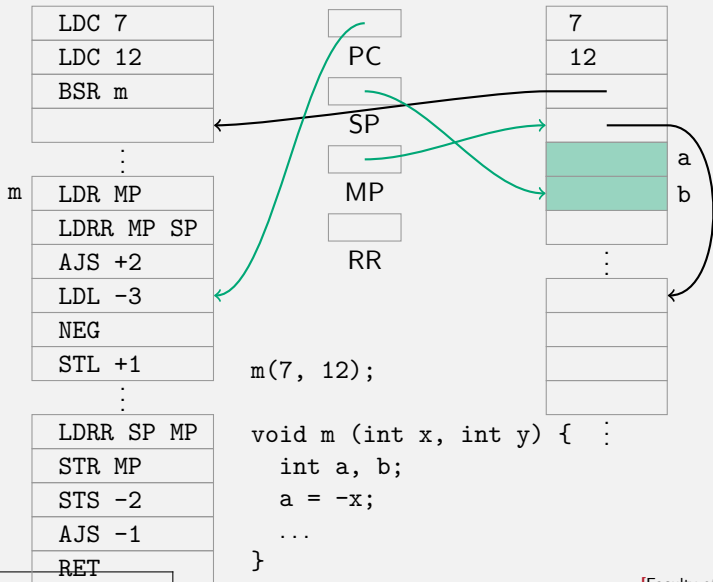 LDC 7
LDC 12
BSR m
⋮
m
LDR MP
LDRR MP SP
AJS +2
LDL -3
NEG
STL +1
⋮
LDRR SP MP
STR MP
STS -2
AJS -1
RET
PC
SP
MP
RR
m(7, 12);
void m (int x, int y) {
int a, b;
a = -x;
...
}
7
12
a
b
⋮
⋮